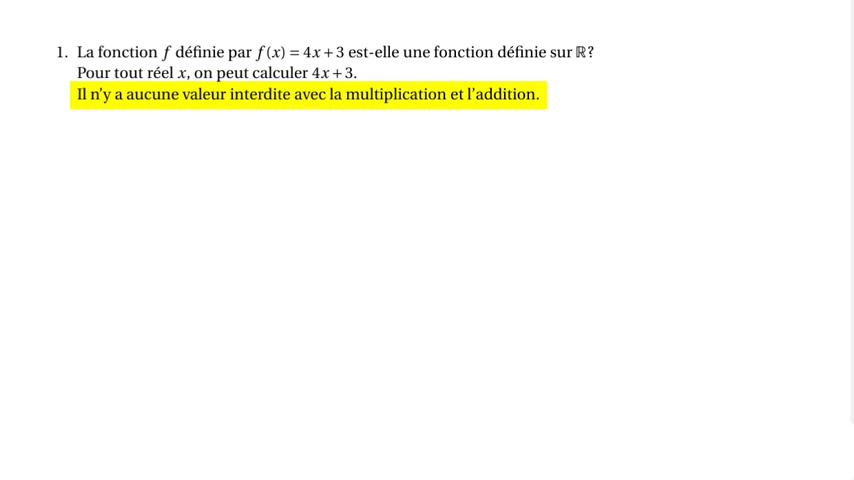 1. La fonction f définie par f(x) = 4x + 3 est-elle une fonction définie sur ℝ?
Pour tout réel x, on peut calculer 4x + 3.
Il n'y a aucune valeur interdite avec la multiplication et l'addition.